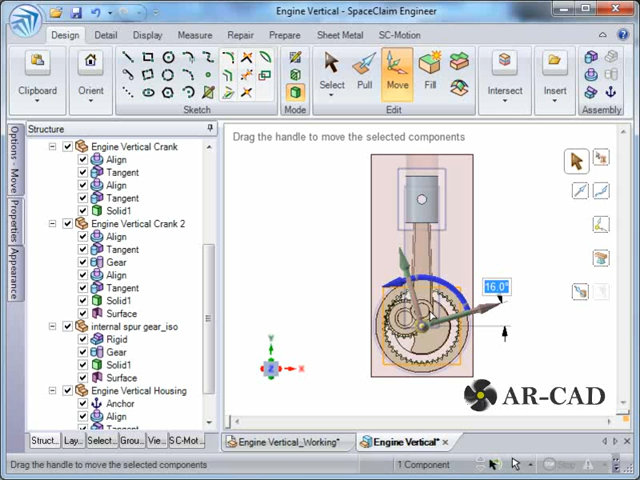 Engine Vertical - SpaceClaim Engineer
Design Detail Display Measure Repair Prepare Sheet Metal SC-Motion
Clipboard Orient Select Pull Move Fill Intersect Insert
Sketch Mode Edit Assembly
Structure
Options - Move
Properties
Appearance
Drag the handle to move the selected components
Engine Vertical Crank
Align
Tangent
Align
Tangent
Solid1
Engine Vertical Crank 2
Align
Tangent
Gear
Align
Tangent
Solid1
Surface
internal spur gear_iso
Rigid
Gear
Solid1
Surface
Engine Vertical Housing
Anchor
Align
Tangent
16.0°
Y
Z
X
AR-CAD
Struct... Lay... Select... Grou... Vie... SC-Mot...
Engine Vertical_Working* Engine Vertical*
Drag the handle to move the selected components
1 Component
Stop